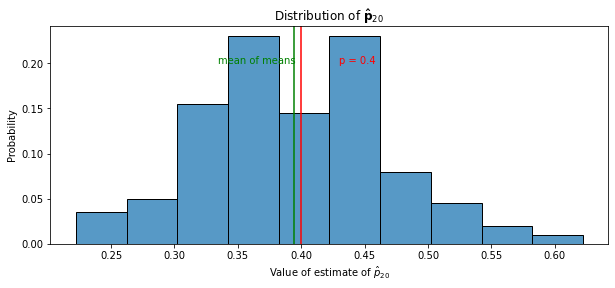 Distribution of p̂₂₀
Probability
0.20
0.15
0.10
0.05
0.00
mean of means
p = 0.4
0.25 0.30 0.35 0.40 0.45 0.50 0.55 0.60
Value of estimate of p̂₂₀